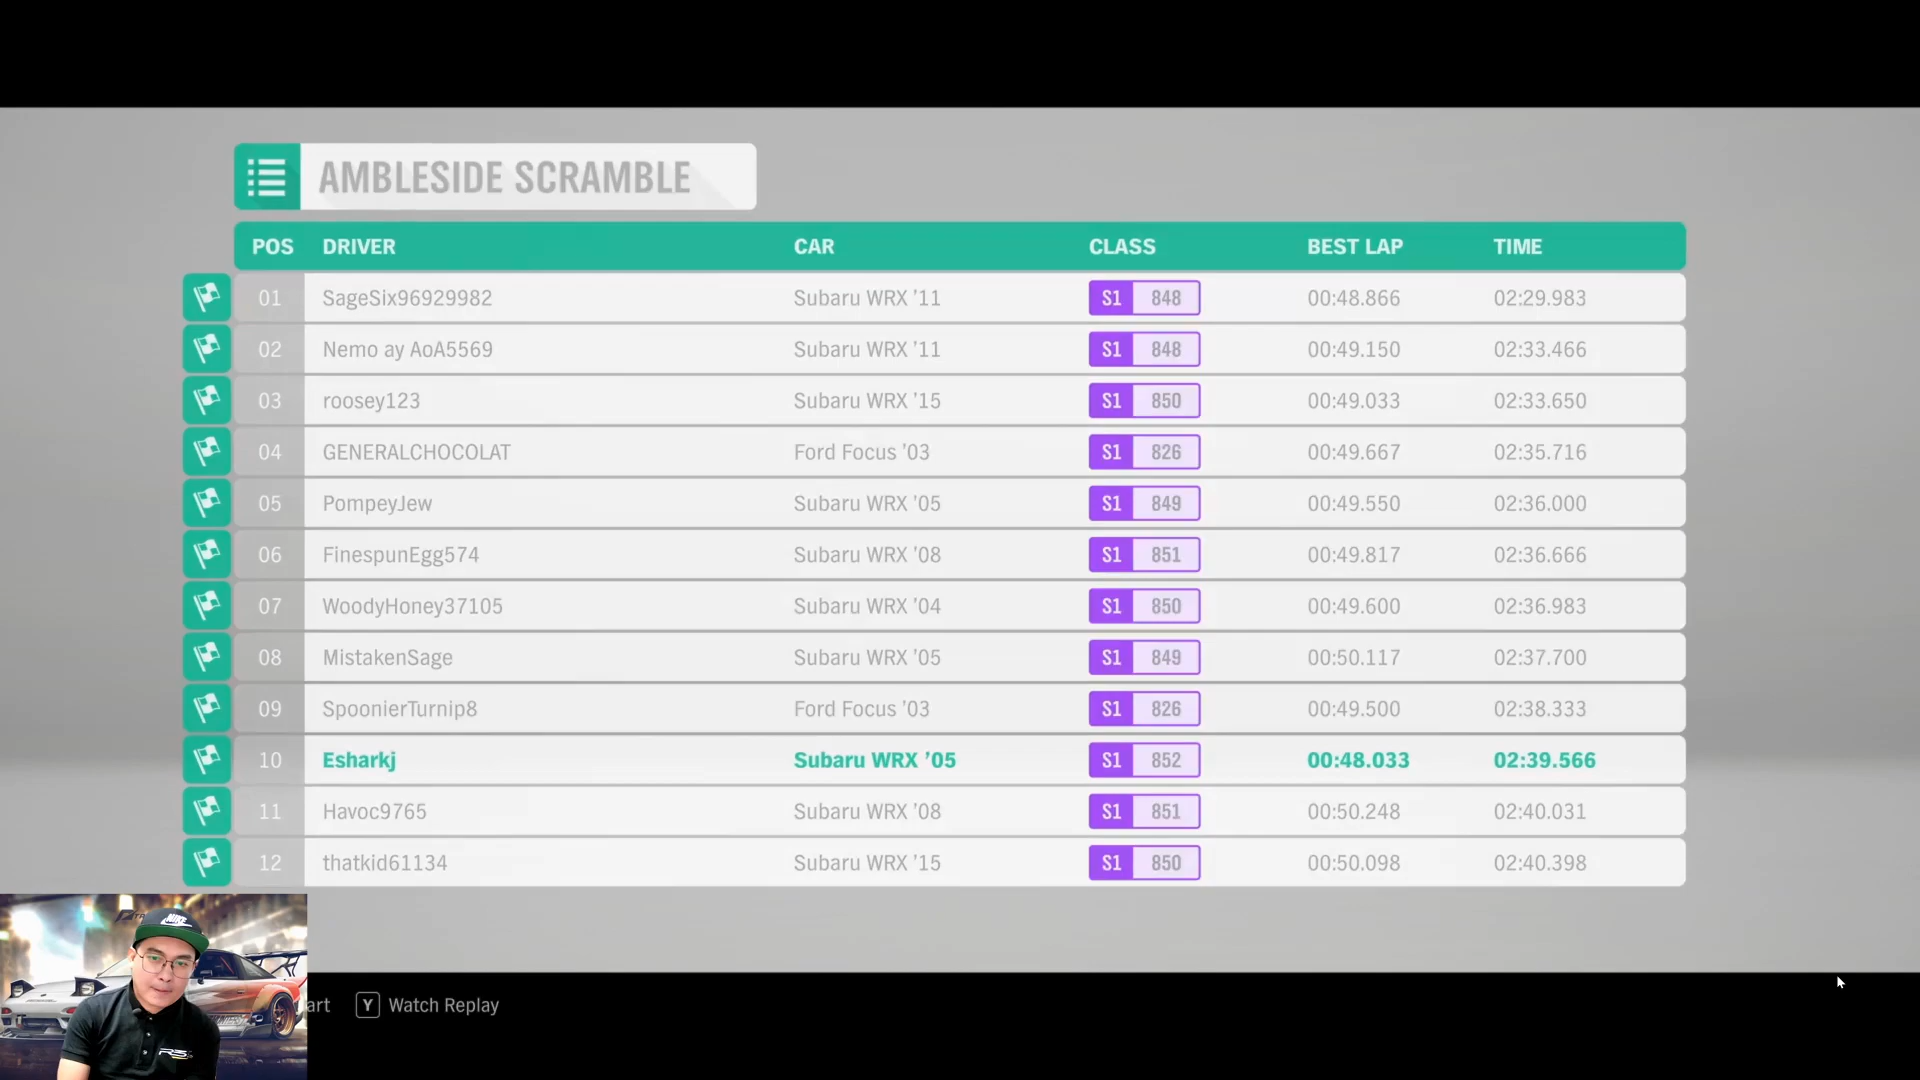 AMBLESIDE SCRAMBLE
POS DRIVER CAR CLASS BEST LAP TIME
01 SageSix96929982 Subaru WRX ’11 S1 848 00:48.866 02:29.983
02 Nemo ay AoA5569 Subaru WRX ’11 S1 848 00:49.150 02:33.466
03 roosey123 Subaru WRX ’15 S1 850 00:49.033 02:33.650
04 GENERALCHOCOLAT Ford Focus ’03 S1 826 00:49.667 02:35.716
05 PompeyJew Subaru WRX ’05 S1 849 00:49.550 02:36.000
06 FinespunEgg574 Subaru WRX ’08 S1 851 00:49.817 02:36.666
07 WoodyHoney37105 Subaru WRX ’04 S1 850 00:49.600 02:36.983
08 MistakenSage Subaru WRX ’05 S1 849 00:50.117 02:37.700
09 SpoonierTurnip8 Ford Focus ’03 S1 826 00:49.500 02:38.333
10 Esharkj Subaru WRX ’05 S1 852 00:48.033 02:39.566
11 Havoc9765 Subaru WRX ’08 S1 851 00:50.248 02:40.031
12 thatkid61134 Subaru WRX ’15 S1 850 00:50.098 02:40.398
NIKE
art Y Watch Replay